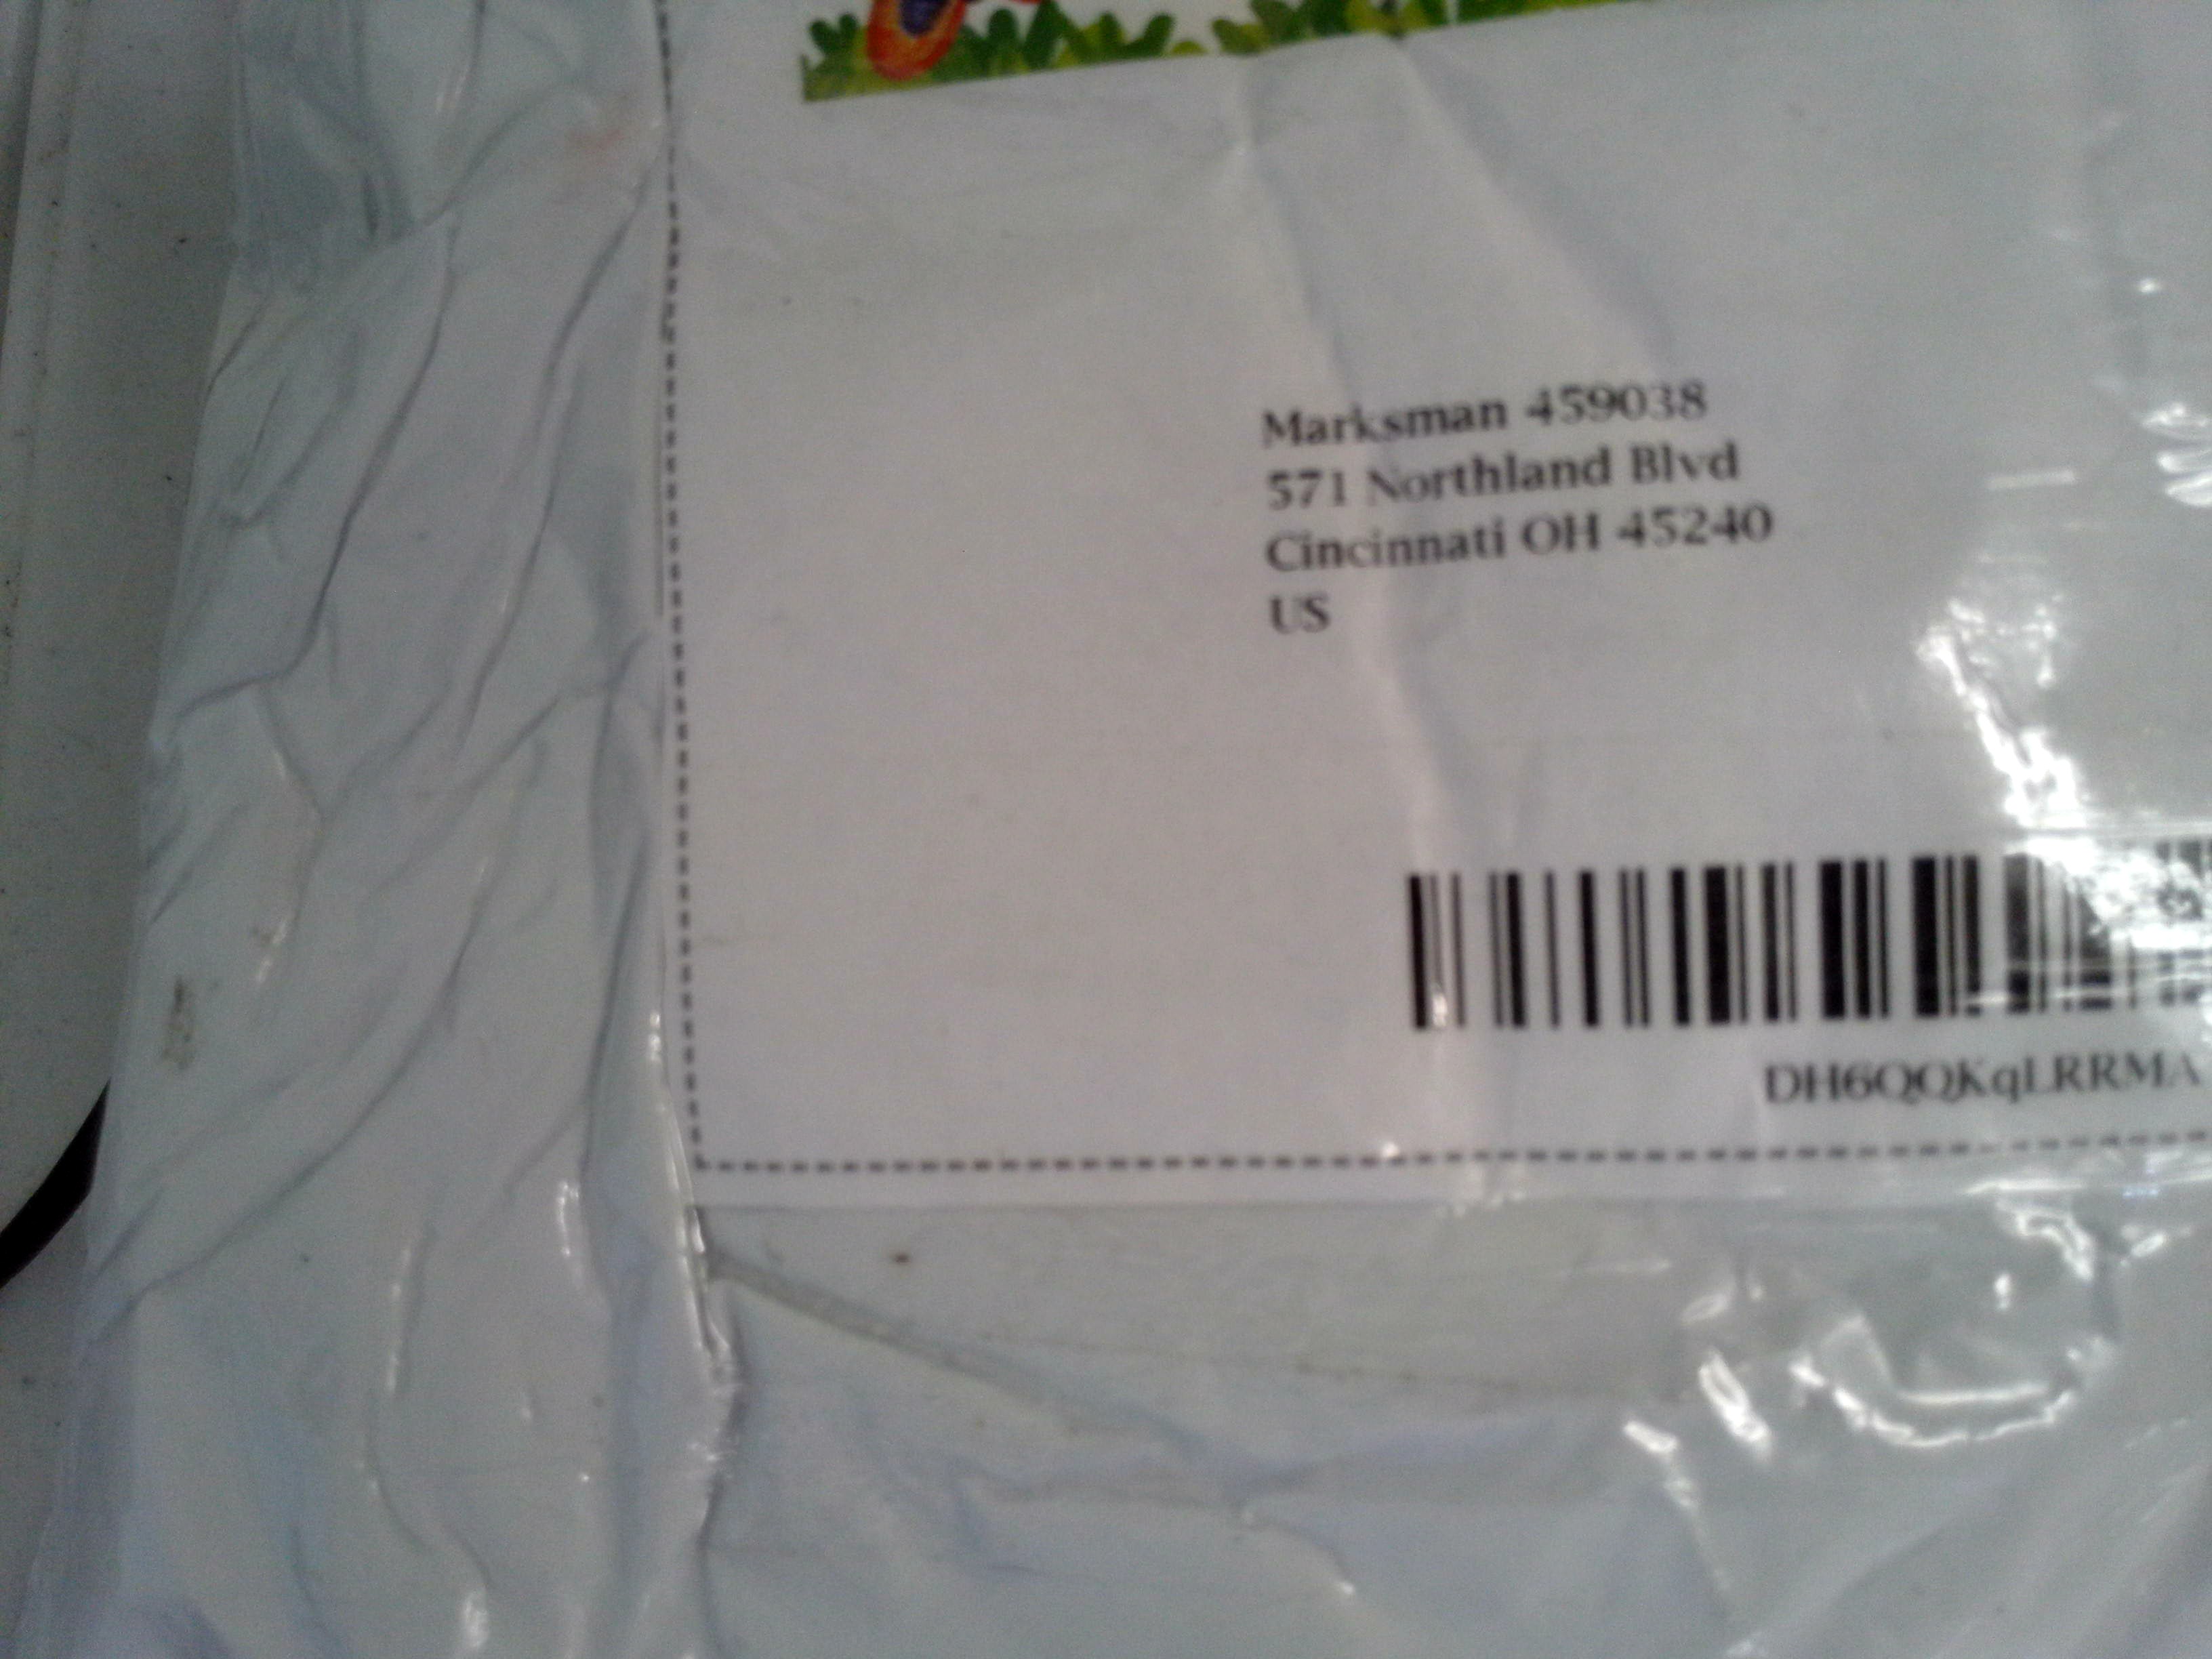 Marksman 459038
571 Northland Blvd
Cincinnati OH 45240
US
DH6QQKqLRRMA